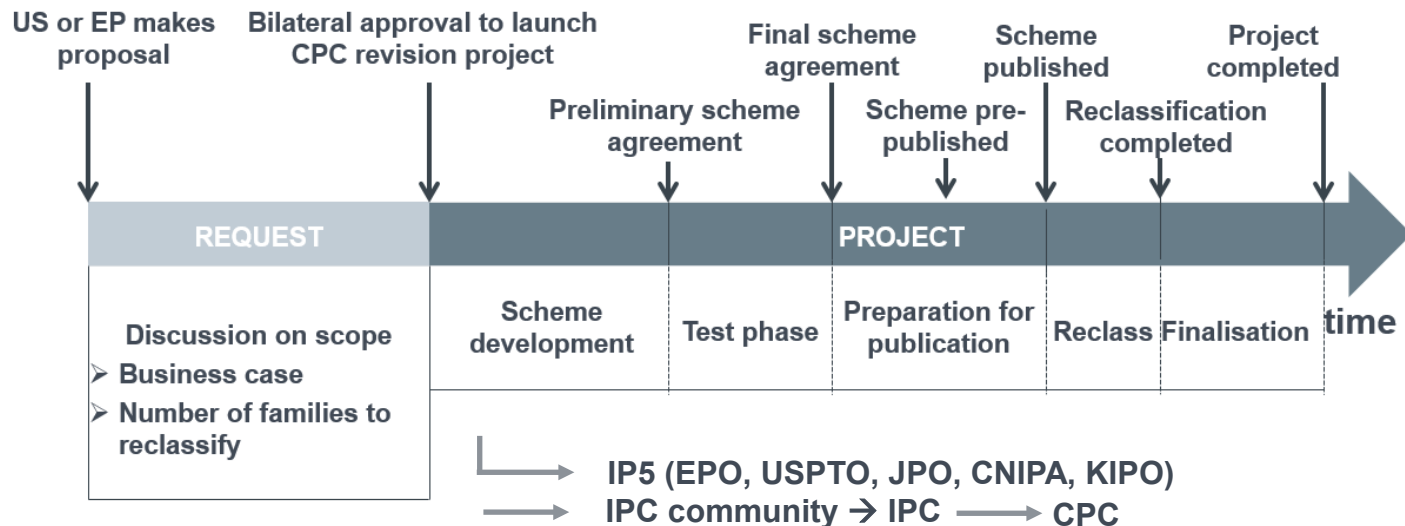 US or EP makes
proposal
Bilateral approval to launch
CPC revision project
Preliminary scheme
agreement
Final scheme
agreement
Scheme pre-
published
Scheme
published
Reclassification
completed
Project
completed
REQUEST
PROJECT
time
Discussion on scope
➢ Business case
➢ Number of families to
reclassify
Scheme
development
Test phase
Preparation for
publication
Reclass
Finalisation
IP5 (EPO, USPTO, JPO, CNIPA, KIPO)
IPC community → IPC → CPC